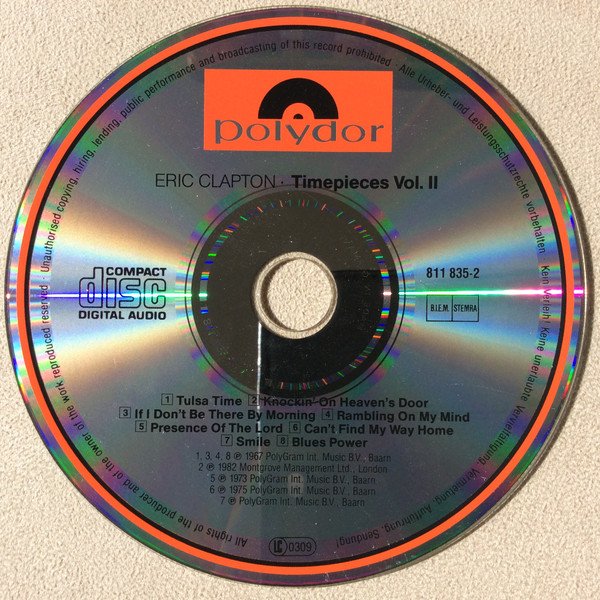 Unauthorised copying, hiring, lending, public performance and broadcasting of this record prohibited · Alle Urheber- und Leistungsschutzrechte vorbehalten · Kein Verleih! Keine unerlaubte Vervielfältigung, Vermietung, Aufführung, Sendung!
All rights of the producer and of the owner of the work reproduced reserved ·
polydor
ERIC CLAPTON · Timepieces Vol. II
COMPACT
disc
DIGITAL AUDIO
811 835-2
B.I.E.M. STEMRA
1 Tulsa Time 2 Knockin' On Heaven's Door
3 If I Don't Be There By Morning 4 Rambling On My Mind
5 Presence Of The Lord 6 Can't Find My Way Home
7 Smile 8 Blues Power
1, 3, 4, 8 ℗ 1967 PolyGram Int. Music B.V., Baarn
2 ℗ 1982 Montgrove Management Ltd., London
5 ℗ 1973 PolyGram Int. Music B.V., Baarn
6 ℗ 1975 PolyGram Int. Music B.V., Baarn
7 ℗ PolyGram Int. Music B.V., Baarn
LC 0309